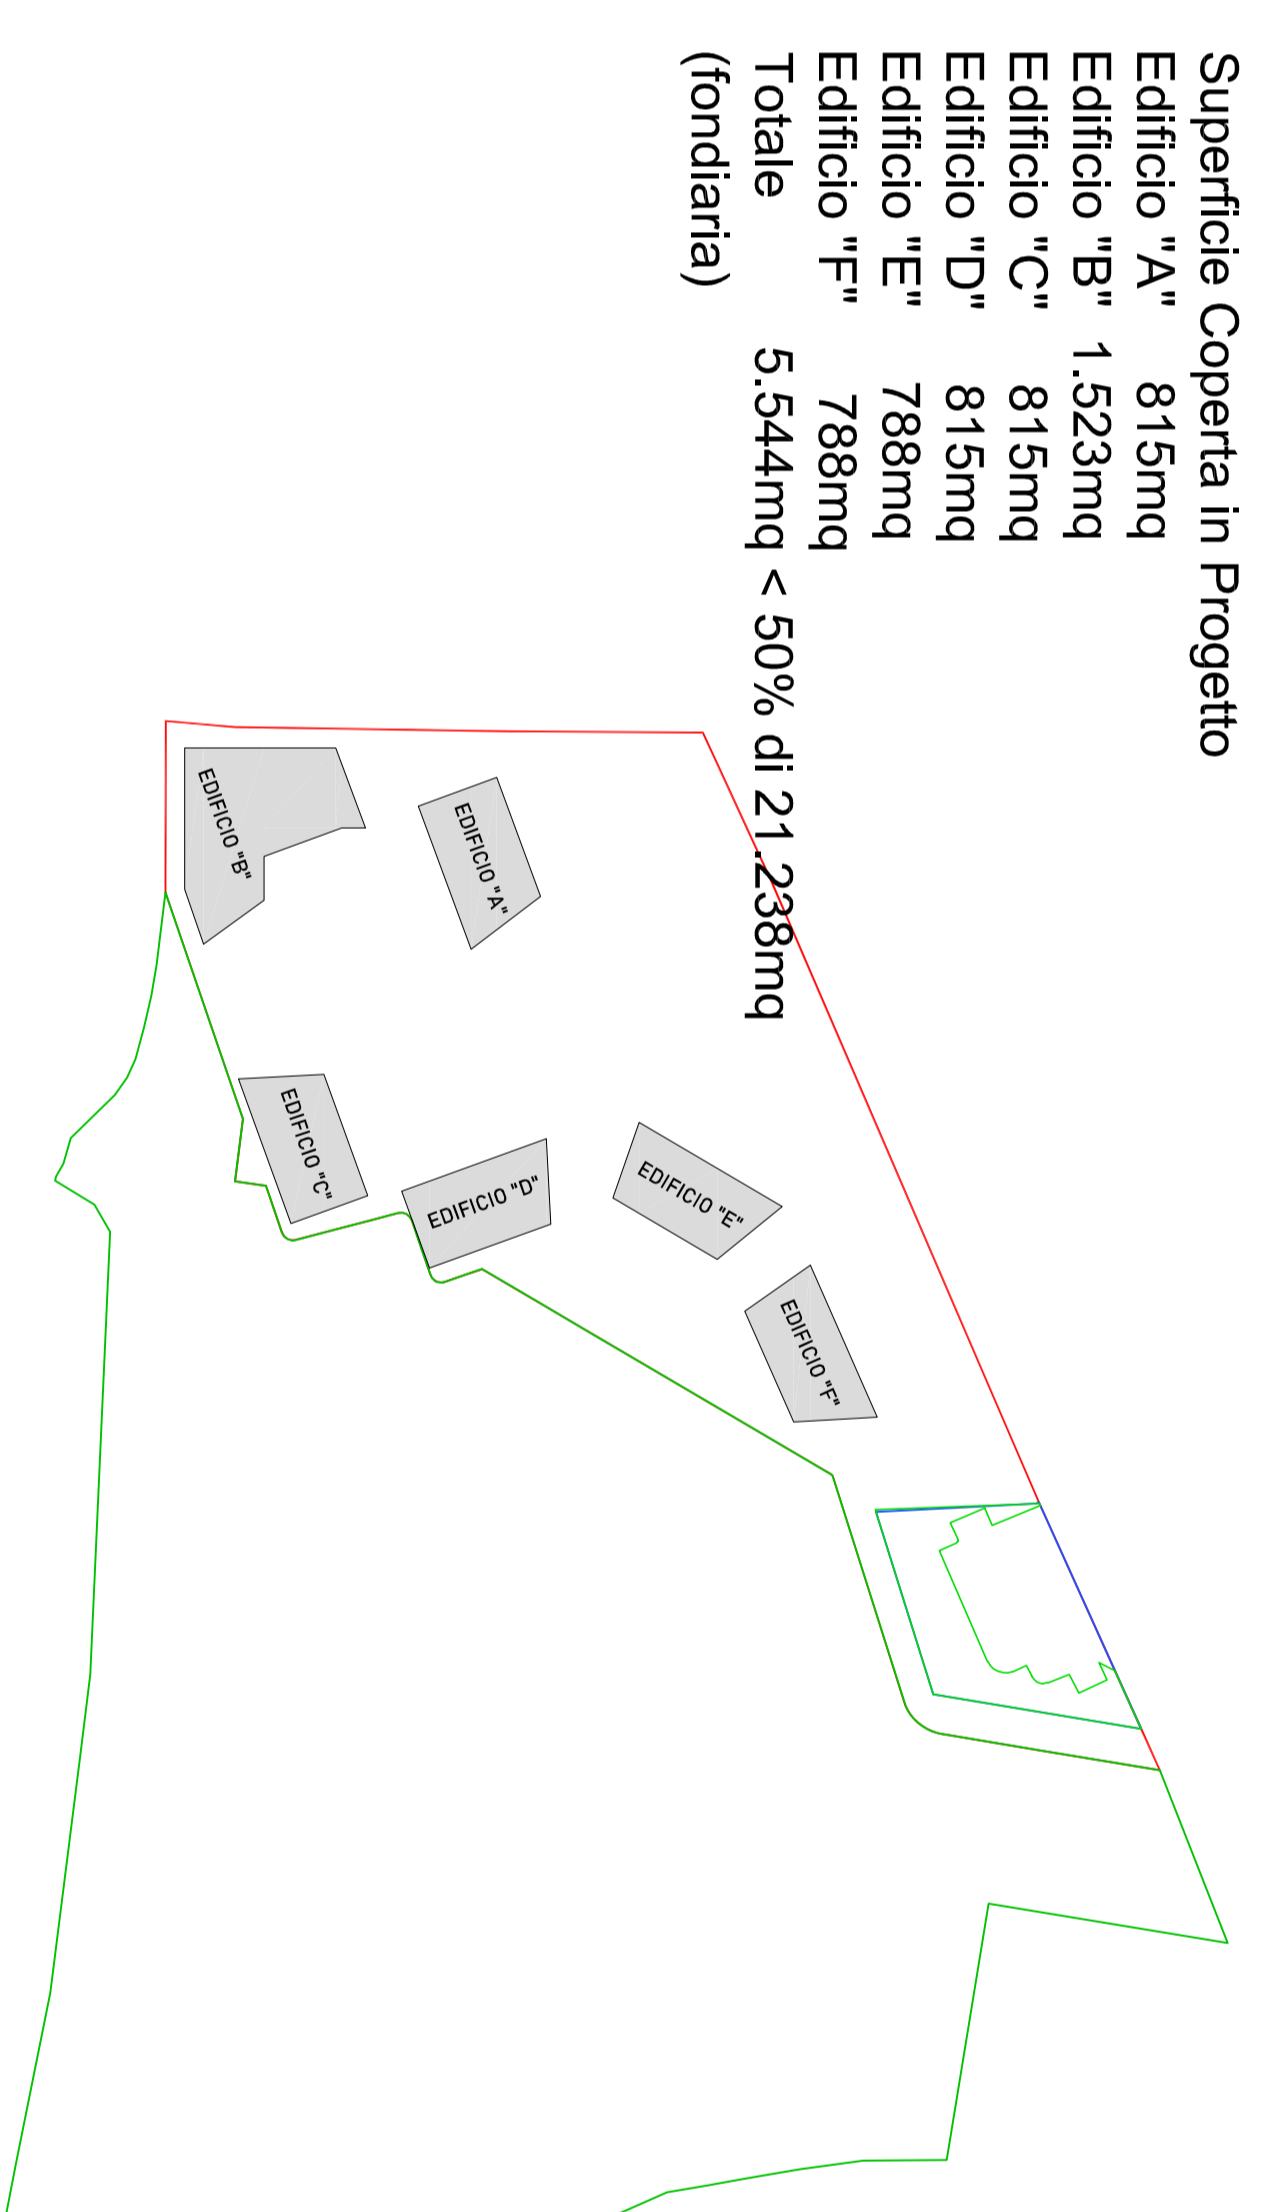 Superficie Coperta in Progetto
Edificio "A" 815mq
Edificio "B" 1.523mq
Edificio "C" 815mq
Edificio "D" 815mq
Edificio "E" 788mq
Edificio "F" 788mq
Totale 5.544mq < 50% di 21.238mq
(fondiaria)
EDIFICIO "B"
EDIFICIO "A"
EDIFICIO "C"
EDIFICIO "D"
EDIFICIO "E"
EDIFICIO "F"